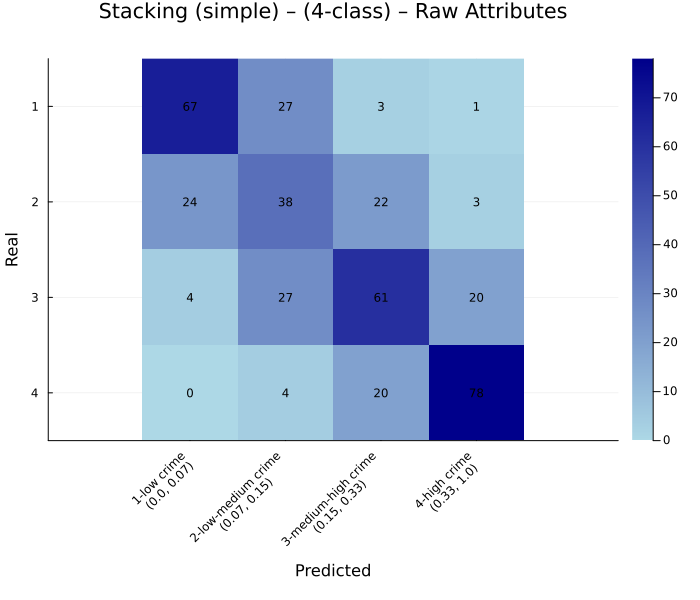 Stacking (simple) – (4-class) – Raw Attributes
1 67 27 3 1
2 24 38 22 3
3 4 27 61 20
4 0 4 20 78
Real
1-low crime
(0.0, 0.07)
2-low-medium crime
(0.07, 0.15)
3-medium-high crime
(0.15, 0.33)
4-high crime
(0.33, 1.0)
Predicted
70
60
50
40
30
20
10
0